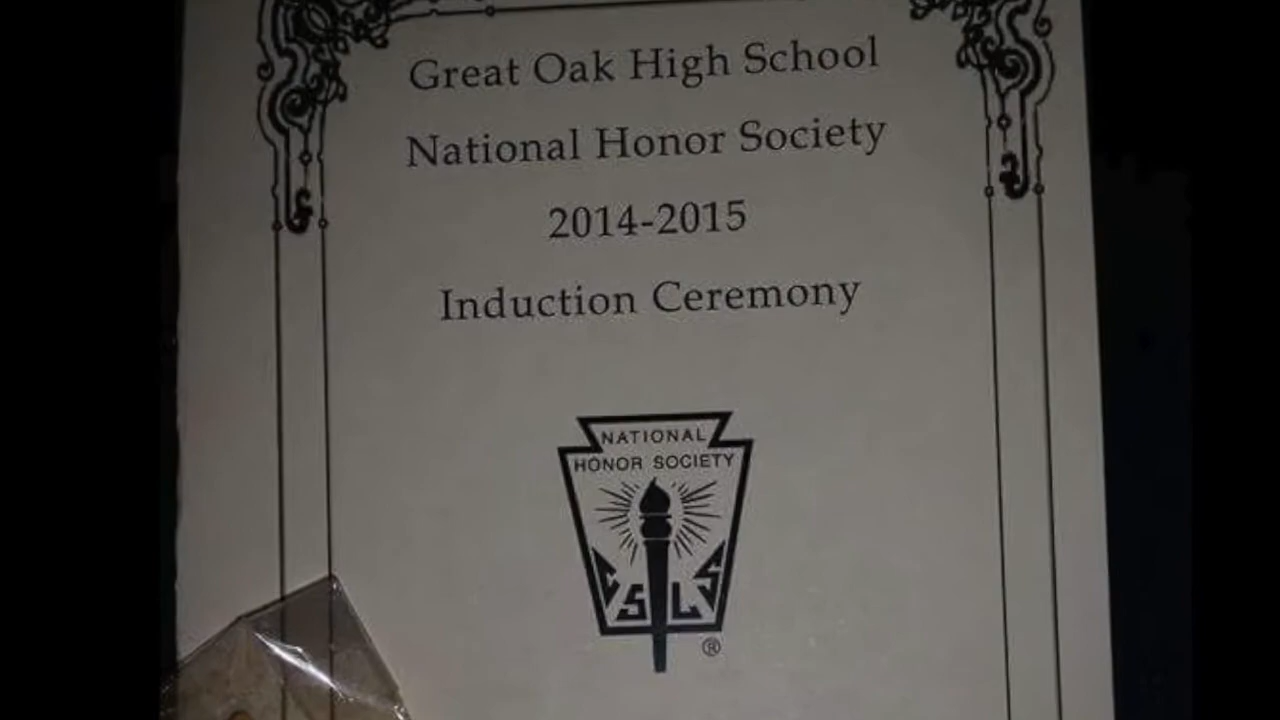 Great Oak High School
National Honor Society
2014-2015
Induction Ceremony
NATIONAL
HONOR SOCIETY
C S L S
®